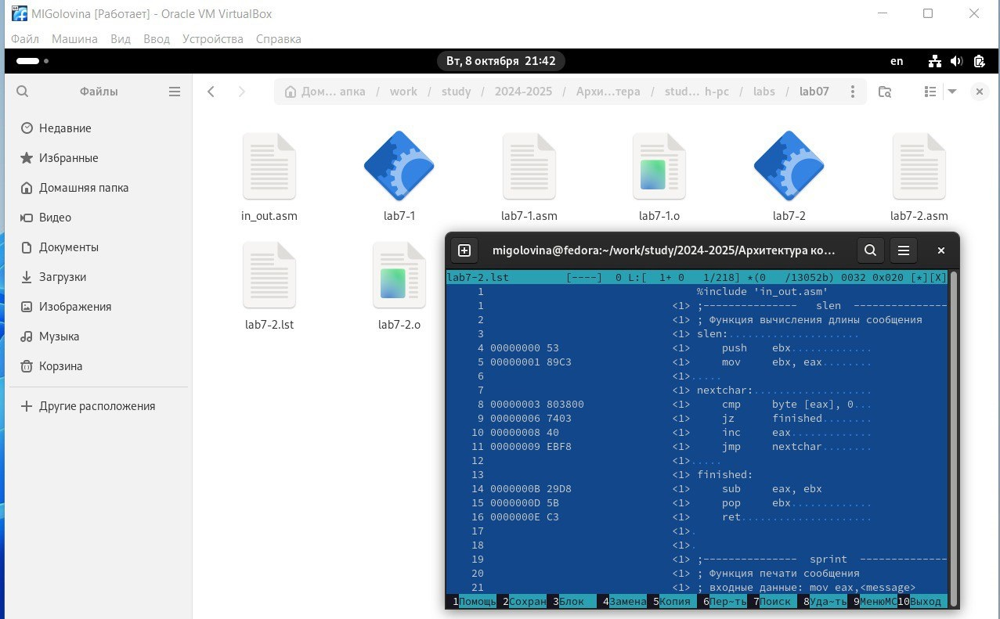 MIGolovina [Работает] - Oracle VM VirtualBox
Файл Машина Вид Ввод Устройства Справка
Вт, 8 октября 21:42
en
Файлы
Дом… апка / work / study / 2024-2025 / Архи…тера / stud… h-pc / labs / lab07
Недавние
Избранные
Домашняя папка
Видео
Документы
Загрузки
Изображения
Музыка
Корзина
Другие расположения
in_out.asm
lab7-1
lab7-1.asm
lab7-1.o
lab7-2
lab7-2.asm
lab7-2.lst
lab7-2.o
migolovina@fedora:~/work/study/2024-2025/Архитектура ко…
lab7-2.lst [----] 0 L:[ 1+ 0 1/218] *(0 /13052b) 0032 0x020 [*][X]
1 %include 'in_out.asm'
1 <1> ;--------------- slen ---------------
2 <1> ; Функция вычисления длины сообщения
3 <1> slen:.....................
4 00000000 53 <1> push ebx.............
5 00000001 89C3 <1> mov ebx, eax........
6 <1>.....
7 <1> nextchar:...................
8 00000003 803800 <1> cmp byte [eax], 0...
9 00000006 7403 <1> jz finished........
10 00000008 40 <1> inc eax.............
11 00000009 EBF8 <1> jmp nextchar........
12 <1>.....
13 <1> finished:
14 0000000B 29D8 <1> sub eax, ebx
15 0000000D 5B <1> pop ebx.............
16 0000000E C3 <1> ret.....................
17 <1>.
18 <1>.
19 <1> ;--------------- sprint --------------
20 <1> ; Функция печати сообщения
21 <1> ; входные данные: mov eax,<message>
1Помощь 2Сохран 3Блок 4Замена 5Копия 6Пер~ть 7Поиск 8Уда~ть 9МенюMC 10Выход